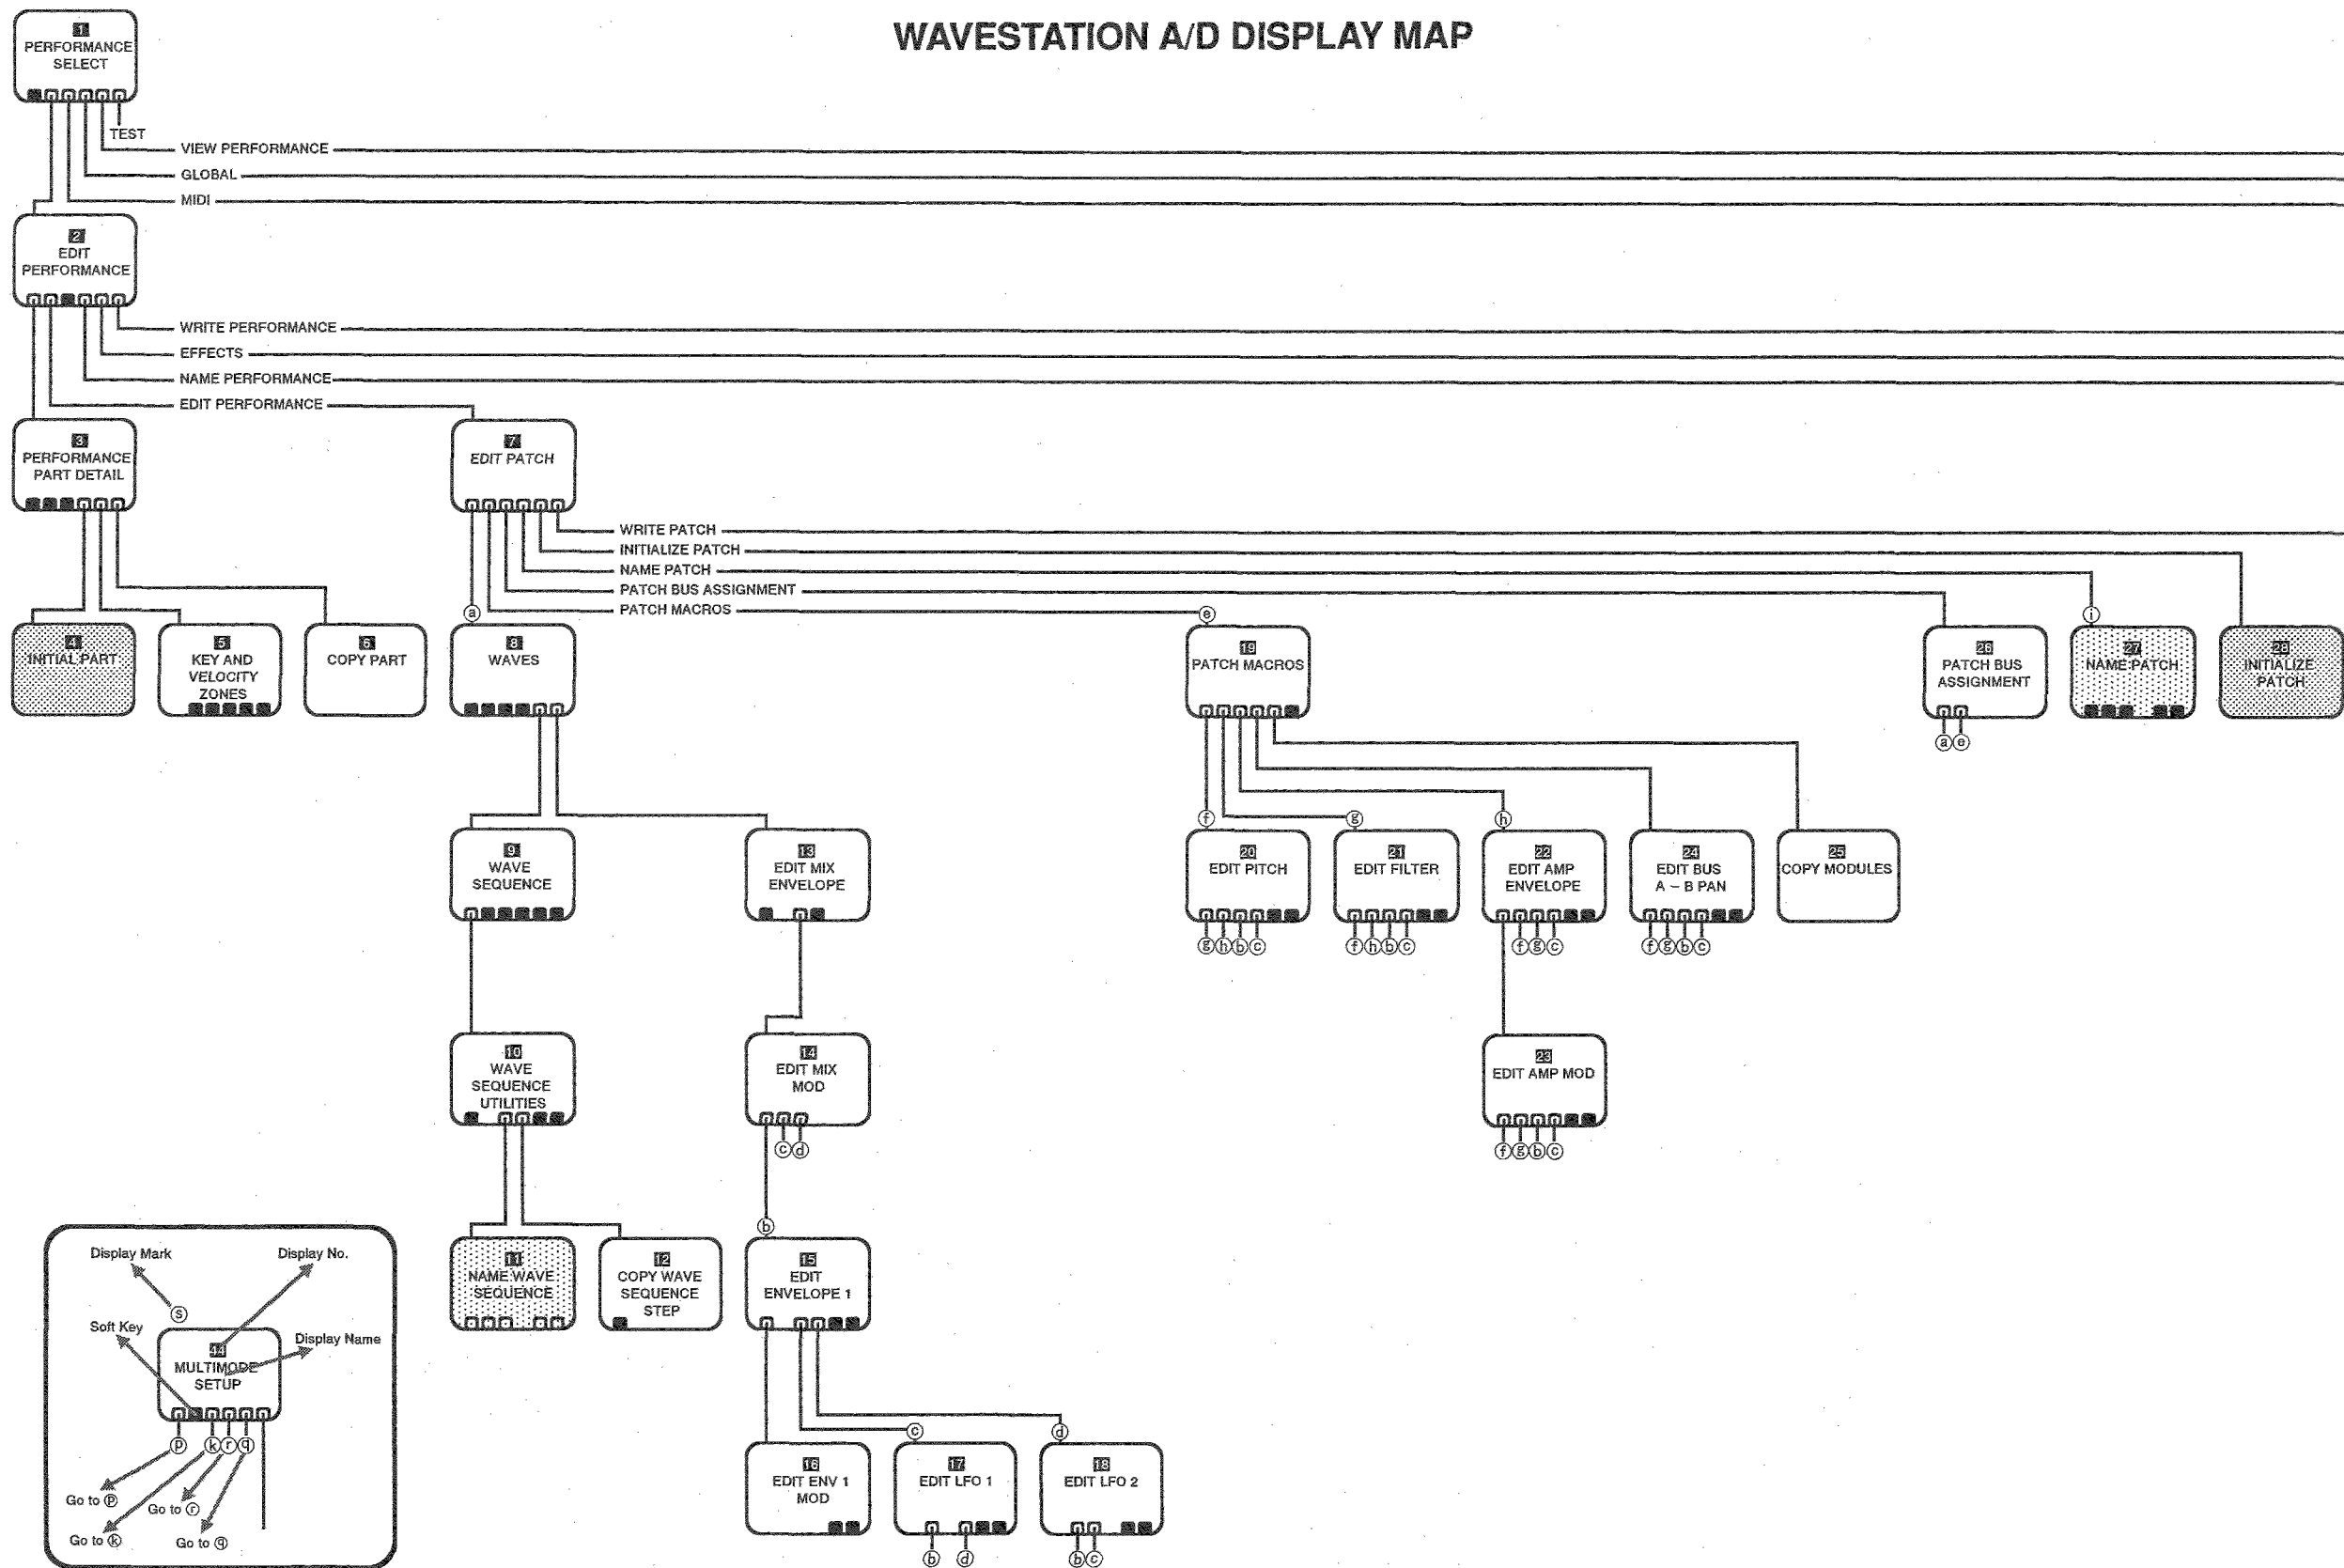 WAVESTATION A/D DISPLAY MAP
1
PERFORMANCE
SELECT
TEST
VIEW PERFORMANCE
GLOBAL
MIDI
2
EDIT
PERFORMANCE
WRITE PERFORMANCE
EFFECTS
NAME PERFORMANCE
EDIT PERFORMANCE
3
PERFORMANCE
PART DETAIL
7
EDIT PATCH
WRITE PATCH
INITIALIZE PATCH
NAME PATCH
PATCH BUS ASSIGNMENT
PATCH MACROS
a
e
i
4
INITIAL PART
5
KEY AND
VELOCITY
ZONES
6
COPY PART
8
WAVES
19
PATCH MACROS
26
PATCH BUS
ASSIGNMENT
a e
27
NAME PATCH
28
INITIALIZE
PATCH
f
g
h
9
WAVE
SEQUENCE
13
EDIT MIX
ENVELOPE
20
EDIT PITCH
g h b c
21
EDIT FILTER
f h b c
22
EDIT AMP
ENVELOPE
f g c
24
EDIT BUS
A ~ B PAN
f g b c
25
COPY MODULES
10
WAVE
SEQUENCE
UTILITIES
14
EDIT MIX
MOD
c d
23
EDIT AMP MOD
f g b c
b
11
NAME WAVE
SEQUENCE
12
COPY WAVE
SEQUENCE
STEP
15
EDIT
ENVELOPE 1
c
d
16
EDIT ENV 1
MOD
17
EDIT LFO 1
b d
18
EDIT LFO 2
b c
Display Mark
Display No.
s
Soft Key
Display Name
44
MULTIMODE
SETUP
p k r q
Go to p
Go to r
Go to k
Go to q